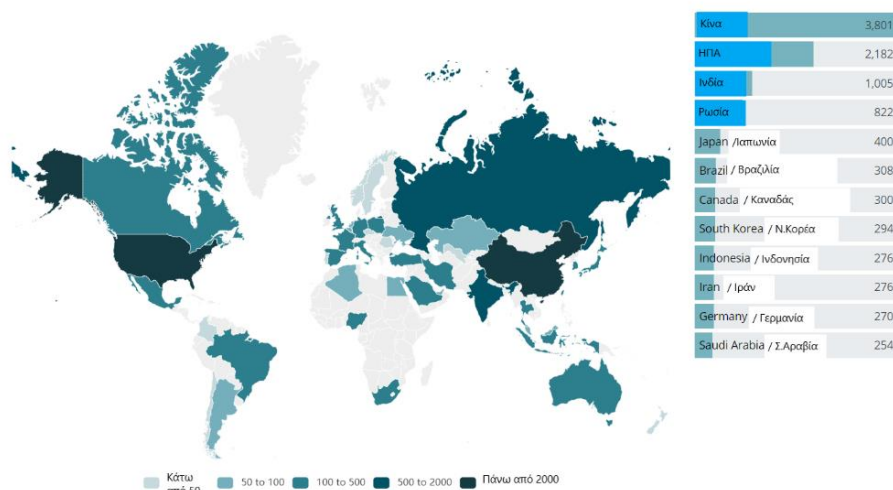 Κίνα 3,801
ΗΠΑ 2,182
Ινδία 1,005
Ρωσία 822
Japan /Ιαπωνία 400
Brazil / Βραζιλία 308
Canada / Καναδάς 300
South Korea / Ν.Κορέα 294
Indonesia / Ινδονησία 276
Iran / Ιράν 276
Germany / Γερμανία 270
Saudi Arabia / Σ.Αραβία 254
Κάτω από 50
50 to 100
100 to 500
500 to 2000
Πάνω από 2000